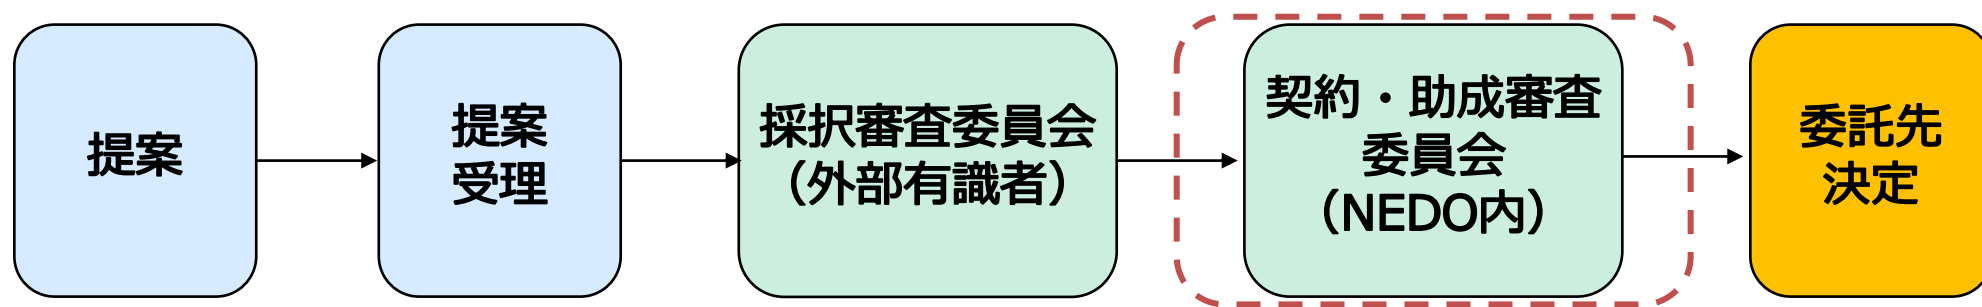 提案
提案
受理
採択審査委員会
（外部有識者）
契約・助成審査
委員会
（NEDO内）
委託先
決定